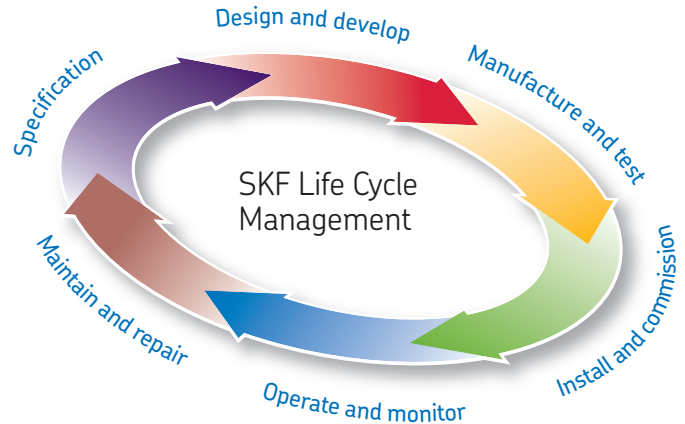 Design and develop
Manufacture and test
Install and commission
Operate and monitor
Maintain and repair
Specification
SKF Life Cycle
Management